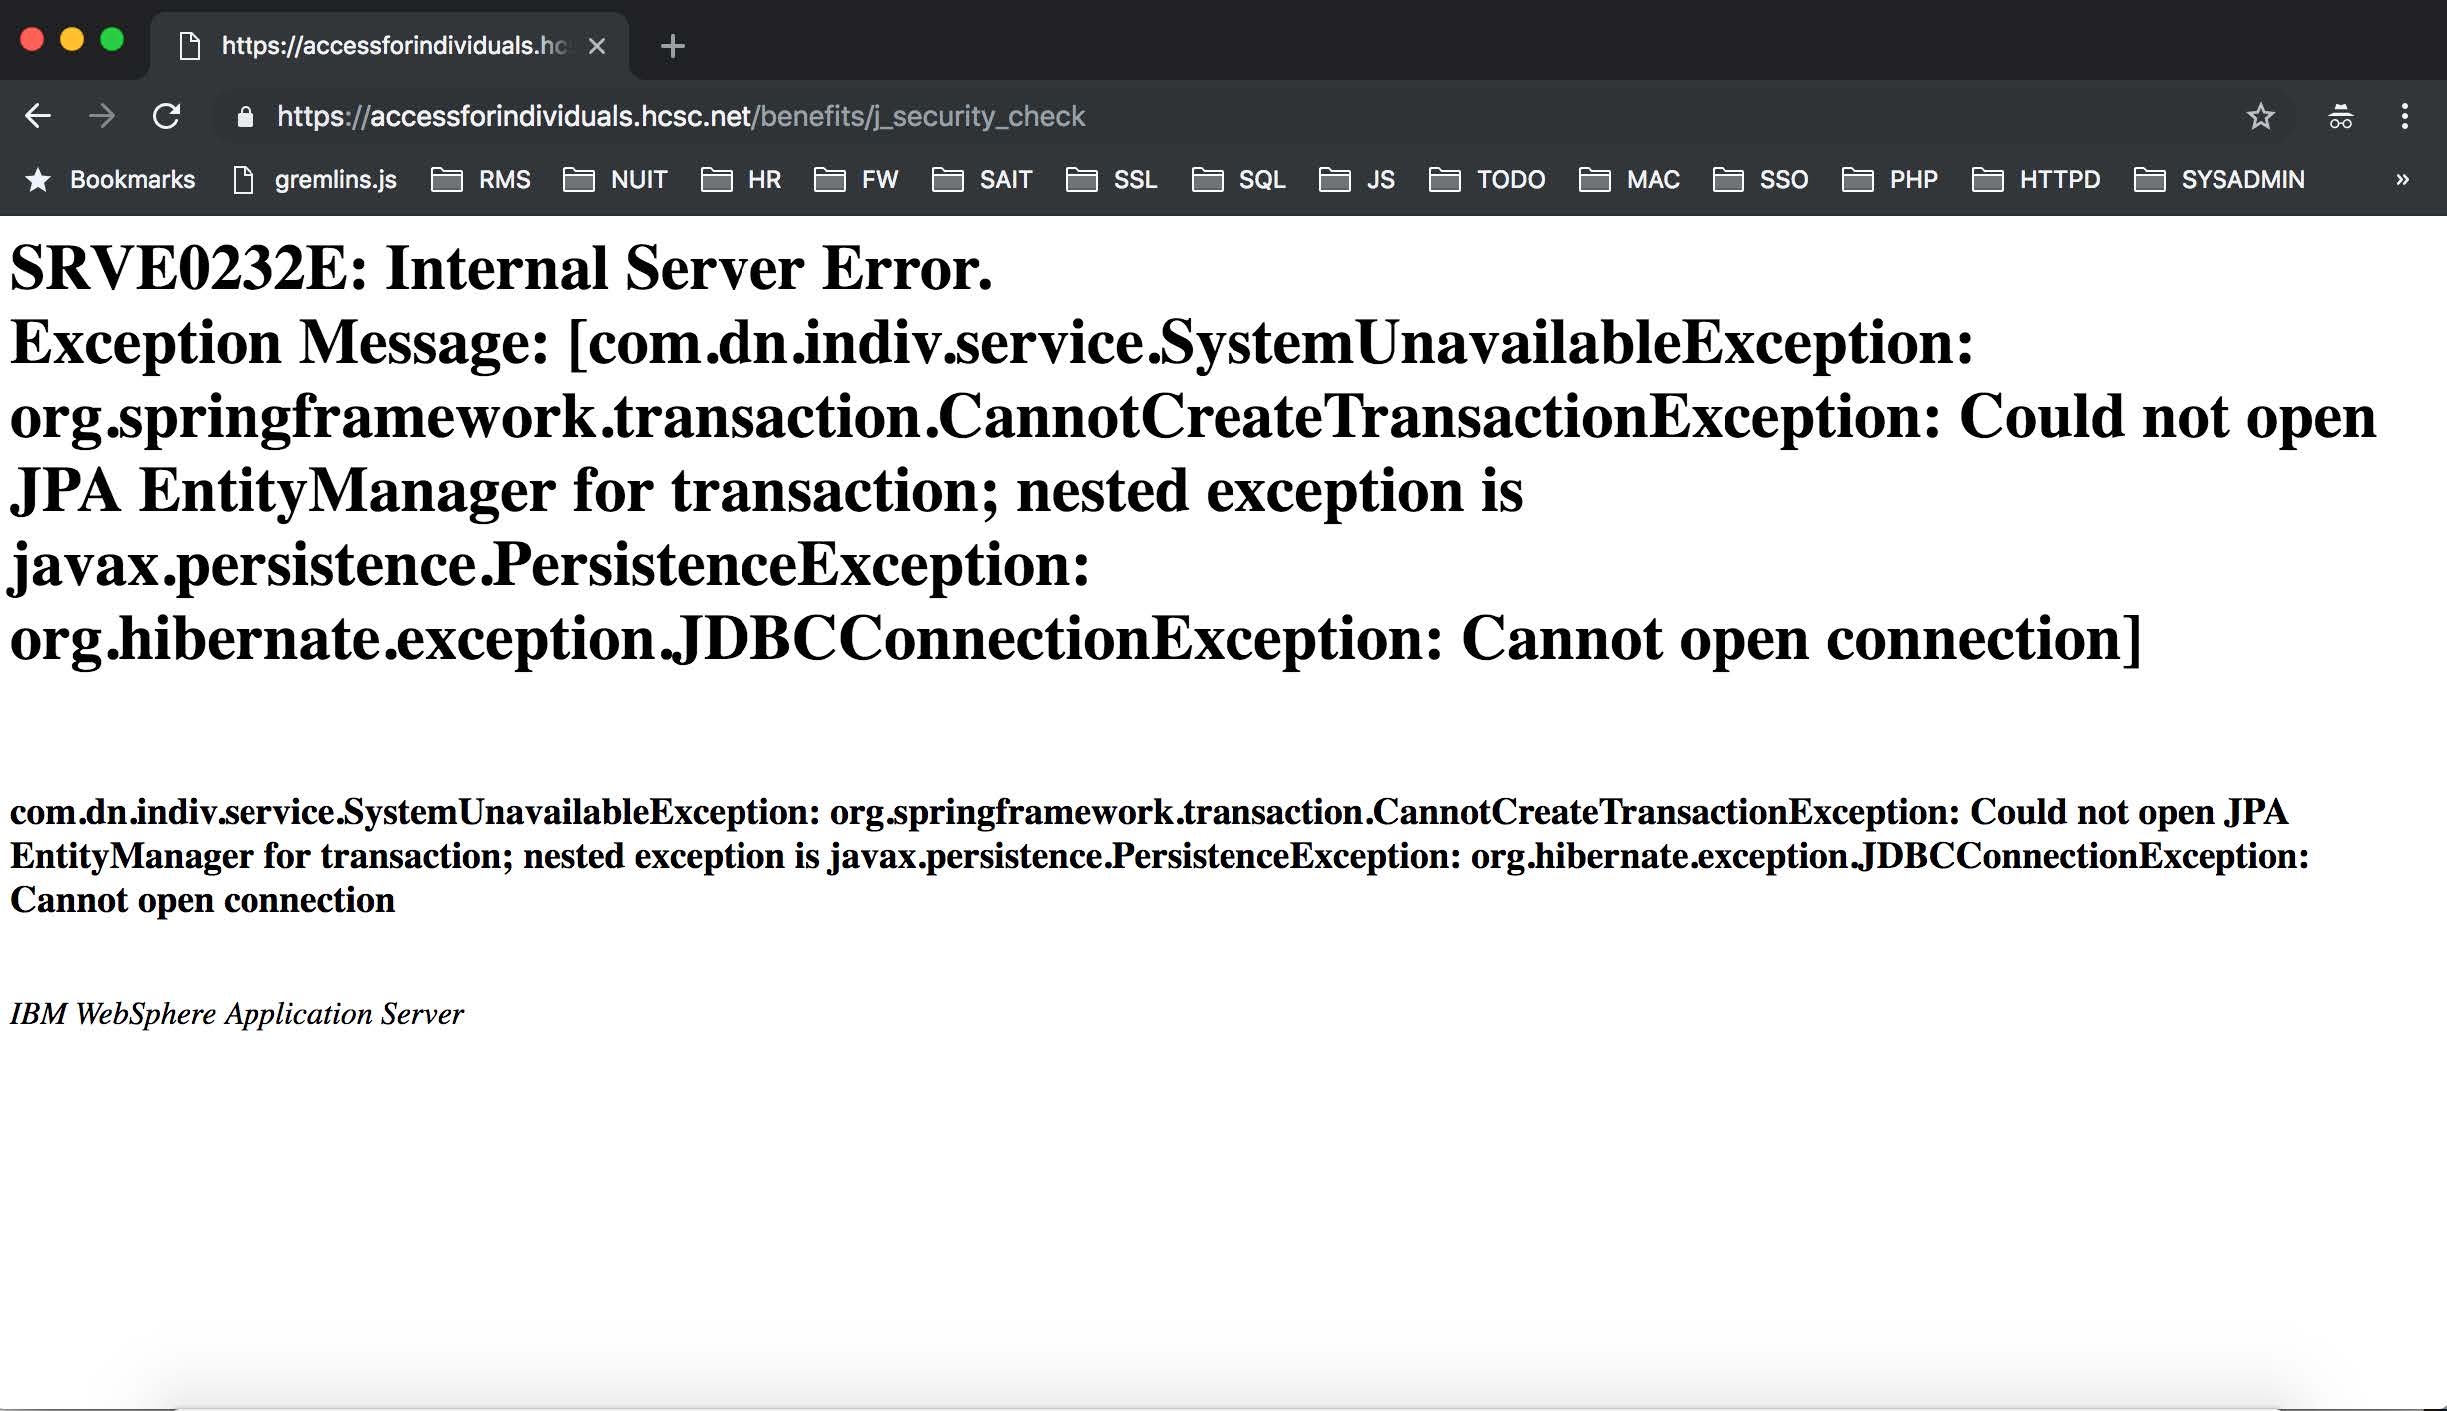 https://accessforindividuals.hc
https://accessforindividuals.hcsc.net/benefits/j_security_check
Bookmarks gremlins.js RMS NUIT HR FW SAIT SSL SQL JS TODO MAC SSO PHP HTTPD SYSADMIN »
SRVE0232E: Internal Server Error.
Exception Message: [com.dn.indiv.service.SystemUnavailableException:
org.springframework.transaction.CannotCreateTransactionException: Could not open
JPA EntityManager for transaction; nested exception is
javax.persistence.PersistenceException:
org.hibernate.exception.JDBCConnectionException: Cannot open connection]
com.dn.indiv.service.SystemUnavailableException: org.springframework.transaction.CannotCreateTransactionException: Could not open JPA
EntityManager for transaction; nested exception is javax.persistence.PersistenceException: org.hibernate.exception.JDBCConnectionException:
Cannot open connection
IBM WebSphere Application Server